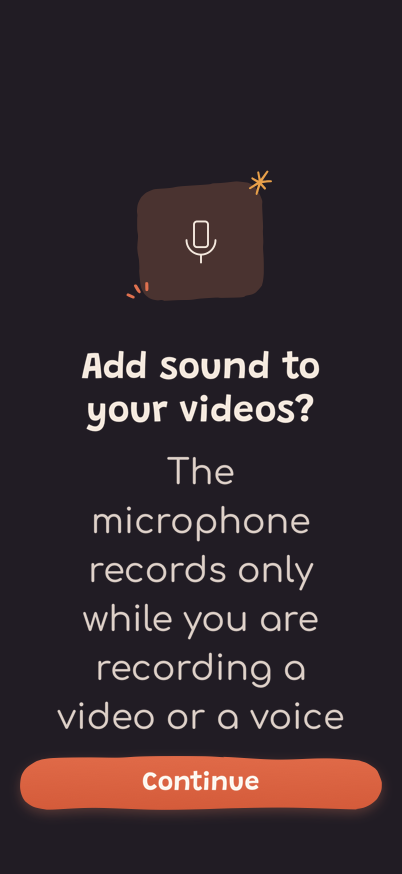 Add sound to
your videos?
The
microphone
records only
while you are
recording a
video or a voice
Continue